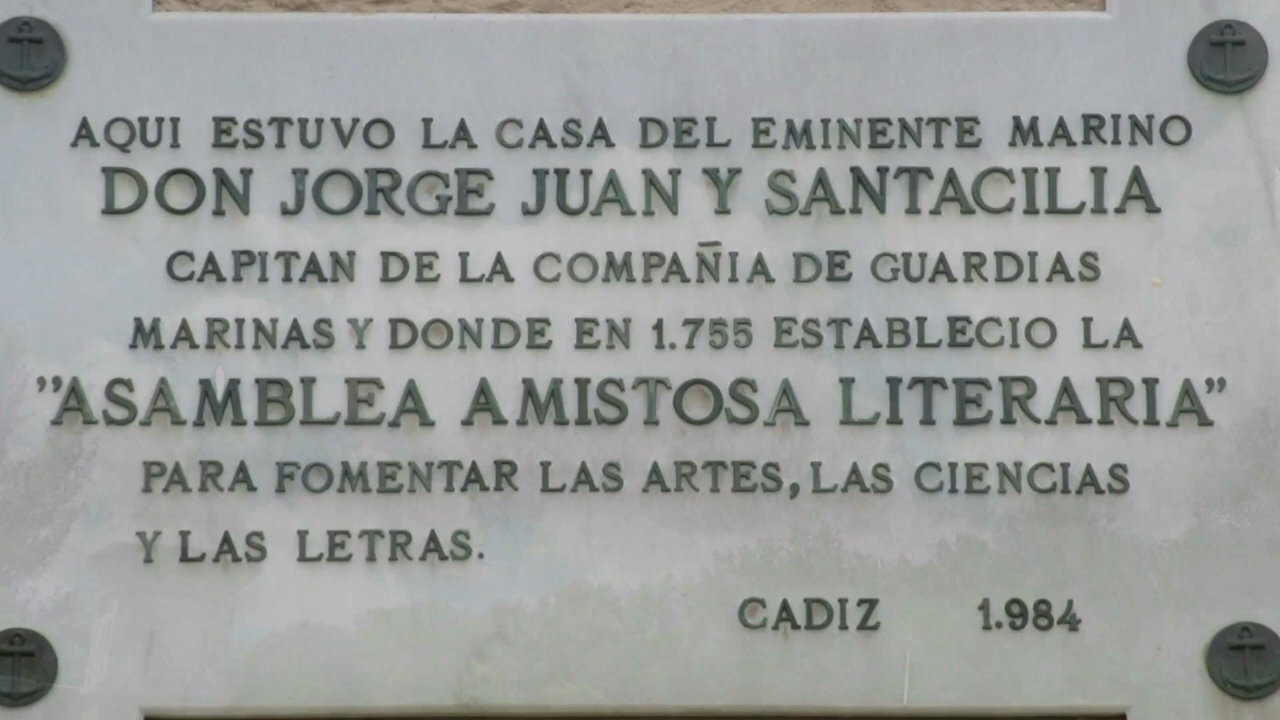 AQUI ESTUVO LA CASA DEL EMINENTE MARINO
DON JORGE JUAN Y SANTACILIA
CAPITAN DE LA COMPAÑIA DE GUARDIAS
MARINAS Y DONDE EN 1.755 ESTABLECIO LA
"ASAMBLEA AMISTOSA LITERARIA"
PARA FOMENTAR LAS ARTES, LAS CIENCIAS
Y LAS LETRAS.
CADIZ 1.984